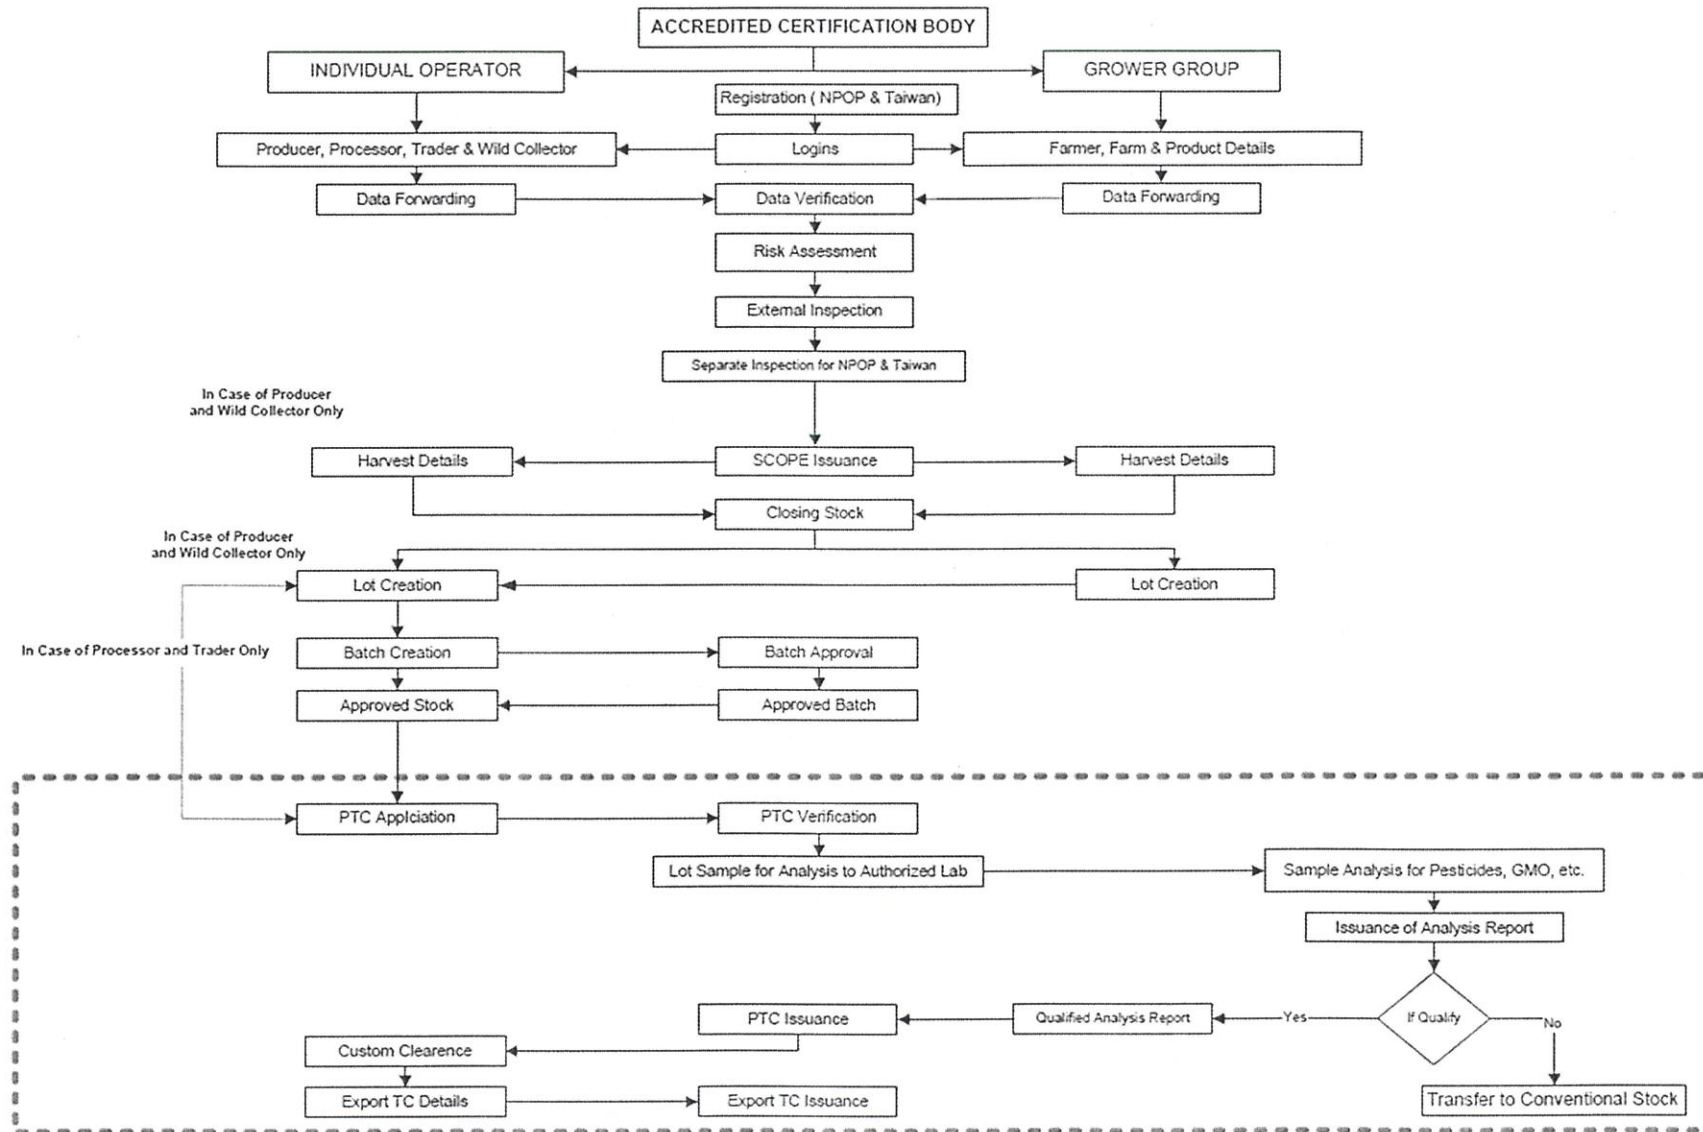 ACCREDITED CERTIFICATION BODY
INDIVIDUAL OPERATOR
GROWER GROUP
Registration ( NPOP & Taiwan)
Producer, Processor, Trader & Wild Collector
Logins
Farmer, Farm & Product Details
Data Forwarding
Data Verification
Data Forwarding
Risk Assessment
External Inspection
Separate Inspection for NPOP & Taiwan
In Case of Producer
and Wild Collector Only
Harvest Details
SCOPE Issuance
Harvest Details
Closing Stock
In Case of Producer
and Wild Collector Only
Lot Creation
Lot Creation
In Case of Processor and Trader Only
Batch Creation
Batch Approval
Approved Stock
Approved Batch
PTC Applciation
PTC Verification
Lot Sample for Analysis to Authorized Lab
Sample Analysis for Pesticides, GMO, etc.
Issuance of Analysis Report
PTC Issuance
Qualified Analysis Report
Yes
If Qualify
No
Custom Clearence
Export TC Details
Export TC Issuance
Transfer to Conventional Stock